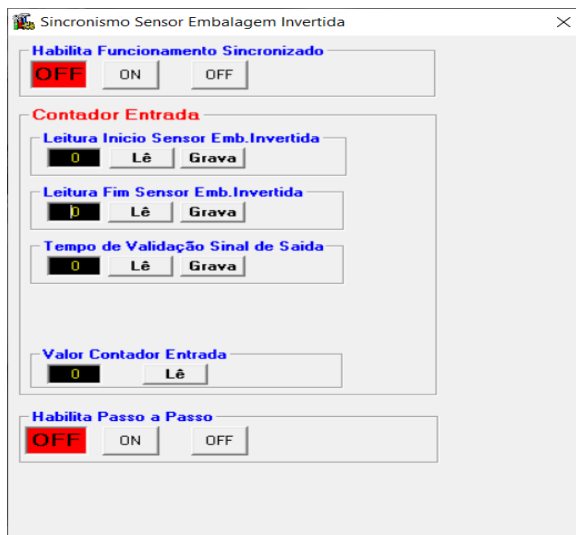 Sincronismo Sensor Embalagem Invertida
Habilita Funcionamento Sincronizado
OFF ON OFF
Contador Entrada
Leitura Inicio Sensor Emb.Invertida
0 Lê Grava
Leitura Fim Sensor Emb.Invertida
0 Lê Grava
Tempo de Validação Sinal de Saida
0 Lê Grava
Valor Contador Entrada
0 Lê
Habilita Passo a Passo
OFF ON OFF